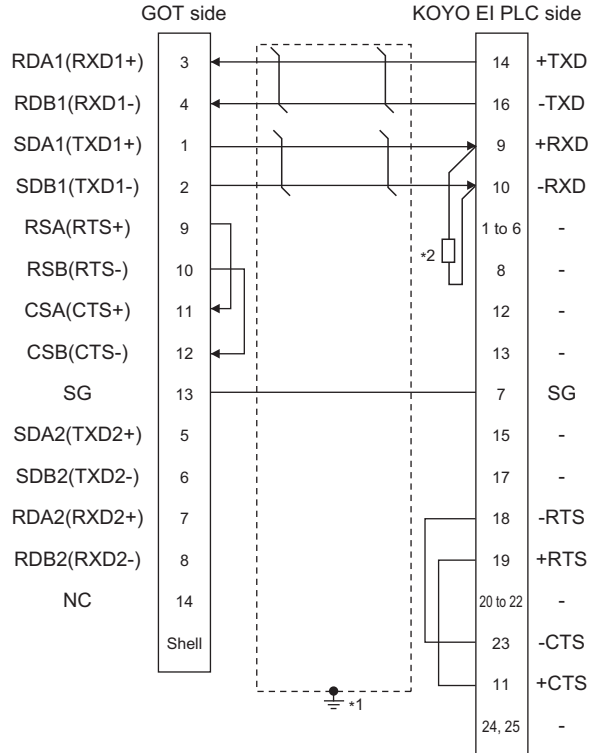 GOT side KOYO EI PLC side
RDA1(RXD1+) 3 14 +TXD
RDB1(RXD1-) 4 16 -TXD
SDA1(TXD1+) 1 9 +RXD
SDB1(TXD1-) 2 10 -RXD
RSA(RTS+) 9 1 to 6 -
*2
RSB(RTS-) 10 8 -
CSA(CTS+) 11 12 -
CSB(CTS-) 12 13 -
SG 13 7 SG
SDA2(TXD2+) 5 15 -
SDB2(TXD2-) 6 17 -
RDA2(RXD2+) 7 18 -RTS
RDB2(RXD2-) 8 19 +RTS
NC 14 20 to 22 -
Shell 23 -CTS
11 +CTS
*1
24, 25 -